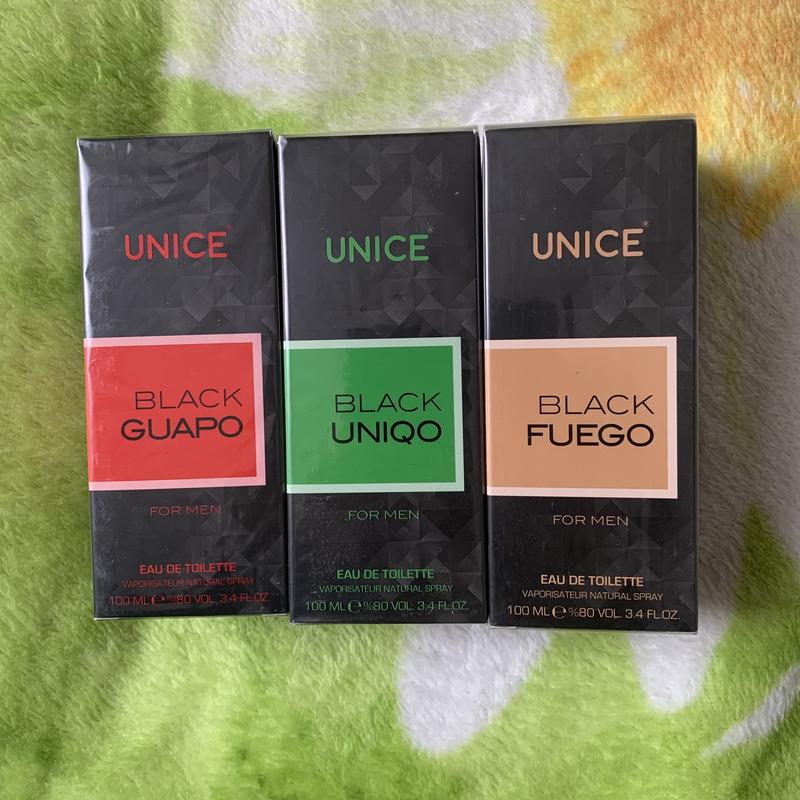 UNICE
BLACK
GUAPO
FOR MEN
EAU DE TOILETTE
VAPORISATEUR NATURAL SPRAY
100 ML ℮ %80 VOL. 3.4 FL.OZ.
UNICE®
BLACK
UNIQO
FOR MEN
EAU DE TOILETTE
VAPORISATEUR NATURAL SPRAY
100 ML ℮ %80 VOL. 3.4 FL.OZ.
UNICE®
BLACK
FUEGO
FOR MEN
EAU DE TOILETTE
VAPORISATEUR NATURAL SPRAY
100 ML ℮ %80 VOL. 3.4 FL.OZ.